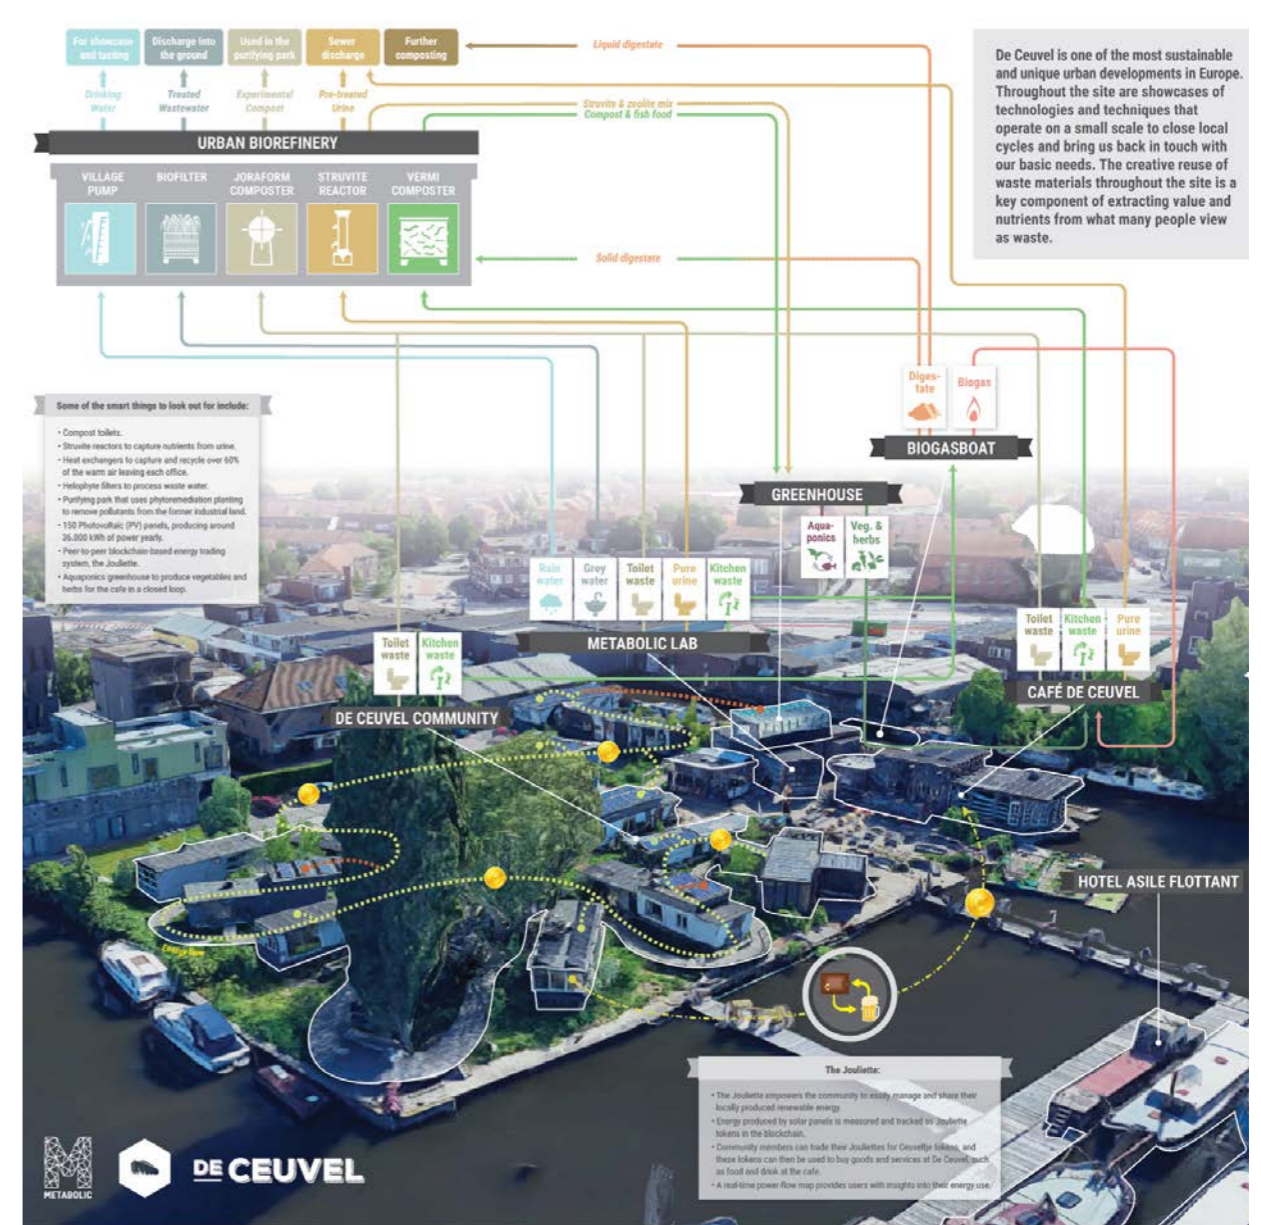 For showcase
and tasting
Discharge into
the ground
Used in the
purifying park
Sewer
discharge
Further
composting
Liquid digestate
Drinking
Water
Treated
Wastewater
Experimental
Compost
Pre-treated
Urine
Struvite & zeolite mix
Compost & fish food
URBAN BIOREFINERY
VILLAGE
PUMP
BIOFILTER
JORAFORM
COMPOSTER
STRUVITE
REACTOR
VERMI
COMPOSTER
Solid digestate
De Ceuvel is one of the most sustainable
and unique urban developments in Europe.
Throughout the site are showcases of
technologies and techniques that
operate on a small scale to close local
cycles and bring us back in touch with
our basic needs. The creative reuse of
waste materials throughout the site is a
key component of extracting value and
nutrients from what many people view
as waste.
Some of the smart things to look out for include:
• Compost toilets.
• Struvite reactors to capture nutrients from urine.
• Heat exchangers to capture and recycle over 60%
of the warm air leaving each office.
• Helophyte filters to process waste water.
• Purifying park that uses phytoremediation planting
to remove pollutants from the former industrial land.
• 150 Photovoltaic (PV) panels, producing around
26.000 kWh of power yearly.
• Peer-to-peer blockchain-based energy trading
system, the Jouliette.
• Aquaponics greenhouse to produce vegetables and
herbs for the cafe in a closed loop.
Diges-
tate
Biogas
BIOGASBOAT
GREENHOUSE
Aqua-
ponics
Veg. &
herbs
Rain
water
Grey
water
Toilet
waste
Pure
urine
Kitchen
waste
METABOLIC LAB
Toilet
waste
Kitchen
waste
DE CEUVEL COMMUNITY
Toilet
waste
Kitchen
waste
Pure
urine
CAFÉ DE CEUVEL
HOTEL ASILE FLOTTANT
Energy flow
The Jouliette:
• The Jouliette empowers the community to easily manage and share their
locally produced renewable energy.
• Energy produced by solar panels is measured and tracked as Jouliette
tokens in the blockchain.
• Community members can trade their Jouliettes for Ceuveltje tokens, and
these tokens can then be used to buy goods and services at De Ceuvel, such
as food and drink at the cafe.
• A real-time power-flow map provides users with insights into their energy use.
METABOLIC
DE CEUVEL